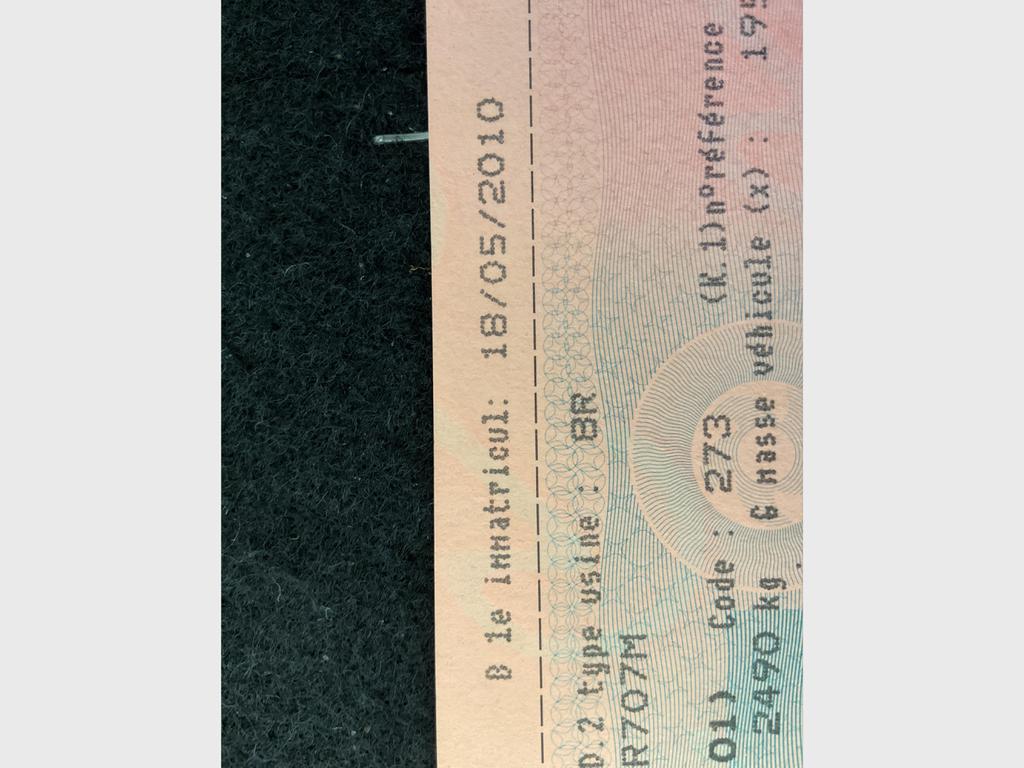 B le immatricul: 18/05/2010
D.2 type usine : BR
R707M
01) Code : 273 (K.1)n°référence
2490 kg G masse véhicule (x) : 195